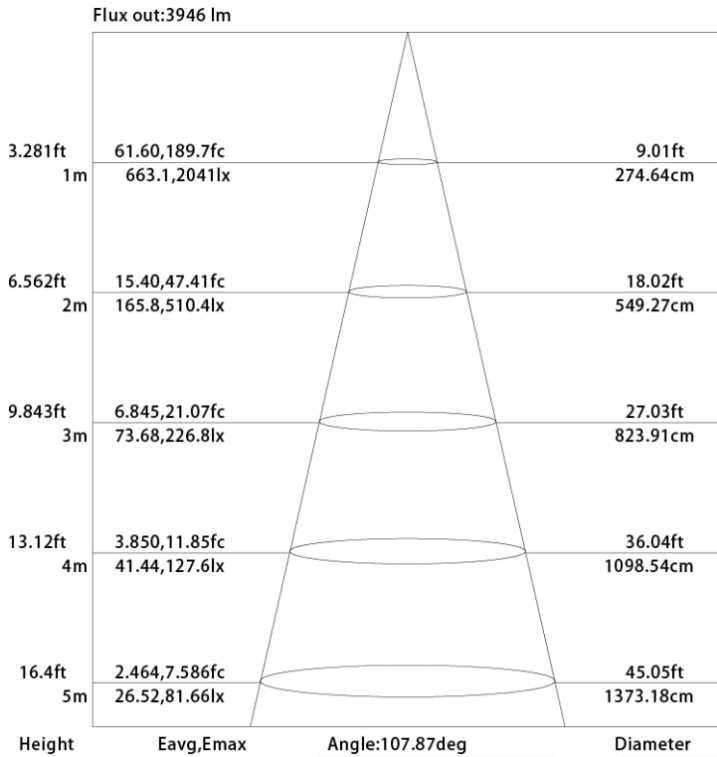 Flux out:3946 lm
3.281ft 61.60,189.7fc 9.01ft
1m 663.1,2041lx 274.64cm
6.562ft 15.40,47.41fc 18.02ft
2m 165.8,510.4lx 549.27cm
9.843ft 6.845,21.07fc 27.03ft
3m 73.68,226.8lx 823.91cm
13.12ft 3.850,11.85fc 36.04ft
4m 41.44,127.6lx 1098.54cm
16.4ft 2.464,7.586fc 45.05ft
5m 26.52,81.66lx 1373.18cm
Height Eavg,Emax Angle:107.87deg Diameter